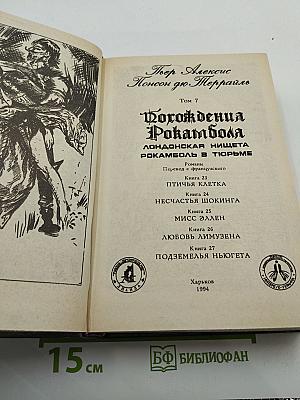 Пьер Алексис
Понсон дю Террайль
Том 7
Похождения
Рокамболя
ЛОНДОНСКАЯ НИЩЕТА
РОКАМБОЛЬ В ТЮРЬМЕ
Романы
Перевод с французского
Книга 23
ПТИЧЬЯ КЛЕТКА
Книга 24
НЕСЧАСТЬЯ ШОКИНГА
Книга 25
МИСС ЭЛЛЕН
Книга 26
ЛЮБОВЬ ЛИМУЗЕНА
Книга 27
ПОДЗЕМЕЛЬЯ НЬЮГЕТА
Харьков
1994
15 см
БФ БИБЛИОФАН